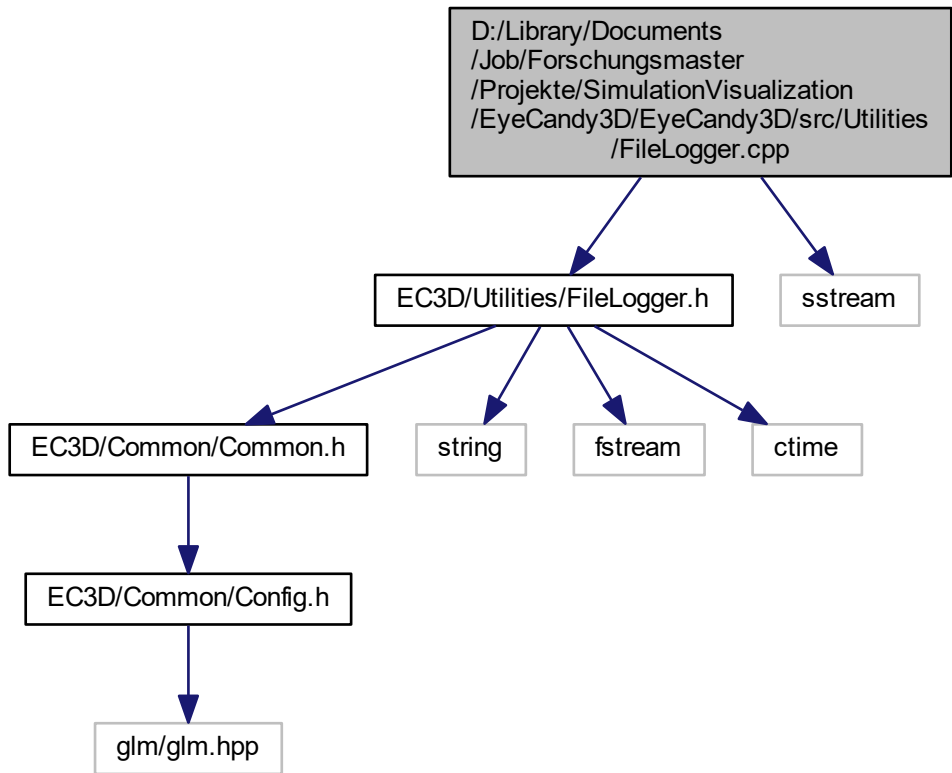 D:/Library/Documents
/Job/Forschungsmaster
/Projekte/SimulationVisualization
/EyeCandy3D/EyeCandy3D/src/Utilities
/FileLogger.cpp
EC3D/Utilities/FileLogger.h
sstream
EC3D/Common/Common.h
string
fstream
ctime
EC3D/Common/Config.h
glm/glm.hpp